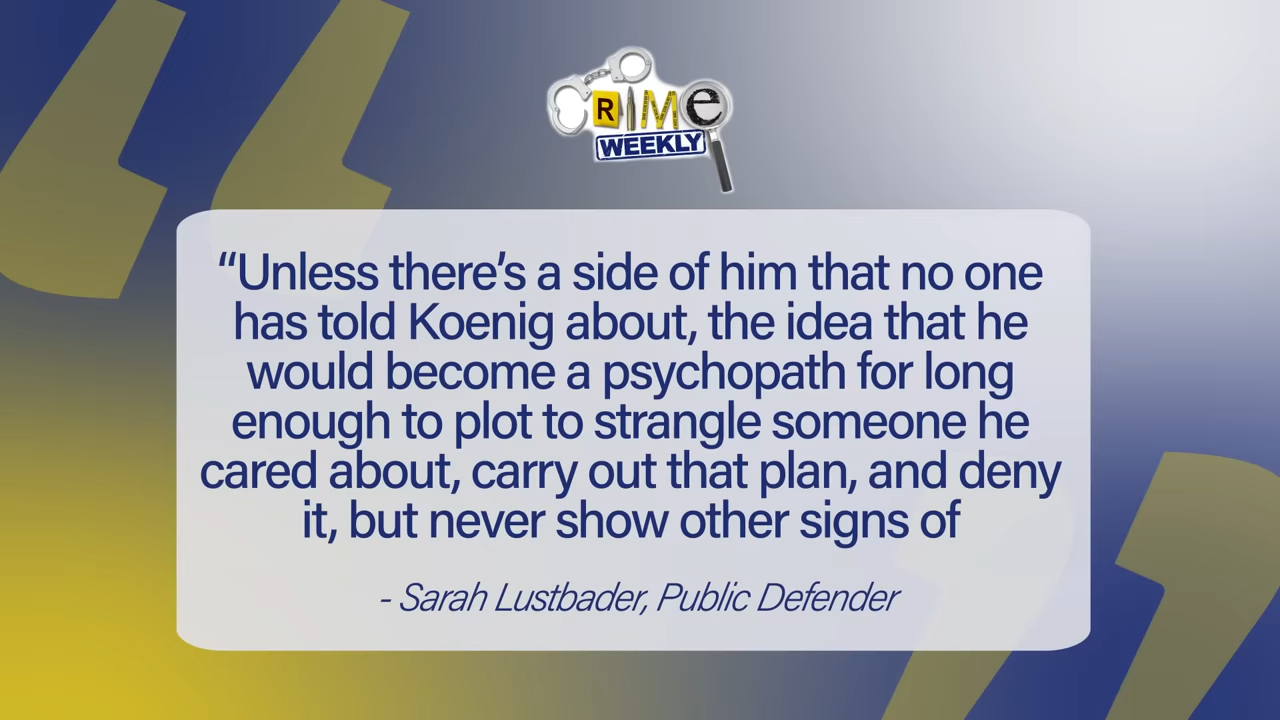 CRIME
WEEKLY
“Unless there’s a side of him that no one
has told Koenig about, the idea that he
would become a psychopath for long
enough to plot to strangle someone he
cared about, carry out that plan, and deny
it, but never show other signs of
- Sarah Lustbader, Public Defender